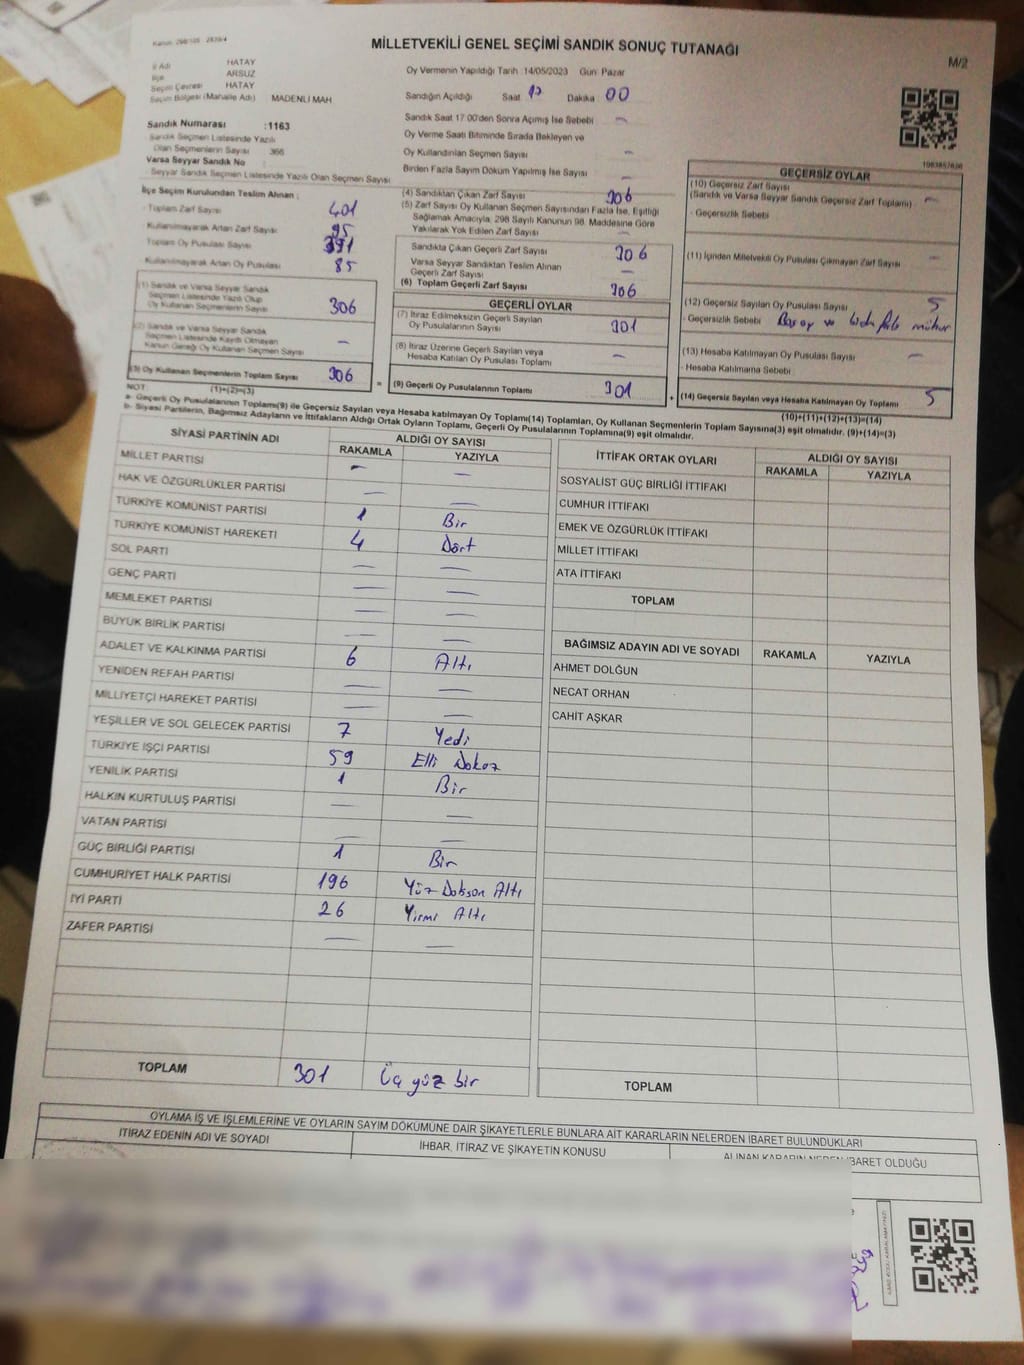 MİLLETVEKİLİ GENEL SEÇİMİ SANDIK SONUÇ TUTANAĞI
M/2
İl Adı HATAY
İlçe ARSUZ
Seçim Çevresi HATAY
Seçim Bölgesi (Mahalle Adı) MADENLİ MAH
Sandık Numarası :1163
Sandık Seçmen Listesinde Yazılı
Olan Seçmenlerin Sayısı 366
Varsa Seyyar Sandık No
Seyyar Seçmen Listesinde Yazılı Olan Seçmen Sayısı
Oy Vermenin Yapıldığı Tarih :14/05/2023 Gün: Pazar
Sandığın Açıldığı Saat Dakika 00
Sandık Saat 17:00'den Sonra Açılmış İse Sebebi —
Oy Verme Saati Bitiminde Sırada Bekleyen ve
Oy Kullandırılan Seçmen Sayısı —
Birden Fazla Sayım Döküm Yapılmış İse Sayısı —
İlçe Seçim Kurulundan Teslim Alınan ;
- Toplam Zarf Sayısı 401
Kullanılmayarak Artan Zarf Sayısı 95
Toplam Oy Pusulası Sayısı 391
Kullanılmayarak Artan Oy Pusulası 85
(1) Sandık ve Varsa Seyyar Sandık
Seçmen Listesinde Yazılı Olup
Oy Kullanan Seçmenlerin Sayısı 306
(2) Sandık ve Varsa Seyyar Sandık
Seçmen Listesinde Kayıtlı Olmayan
Kanun Gereği Oy Kullanan Seçmen Sayısı —
(3) Oy Kullanan Seçmenlerin Toplam Sayısı 306
(1)+(2)=(3)
(4) Sandıktan Çıkan Zarf Sayısı 306
(5) Zarf Sayısı Oy Kullanan Seçmen Sayısından Fazla İse, Eşitliği
Sağlamak Amacıyla, 298 Sayılı Kanunun 98. Maddesine Göre
Yakılarak Yok Edilen Zarf Sayısı —
Sandıkta Çıkan Geçerli Zarf Sayısı 306
Varsa Seyyar Sandıktan Teslim Alınan
Geçerli Zarf Sayısı —
(6) Toplam Geçerli Zarf Sayısı 306
GEÇERLİ OYLAR
(7) İtiraz Edilmeksizin Geçerli Sayılan
Oy Pusulalarının Sayısı 301
(8) İtiraz Üzerine Geçerli Sayılan veya
Hesaba Katılan Oy Pusulası Toplamı —
(9) Geçerli Oy Pusulalarının Toplamı 301
GEÇERSİZ OYLAR
(10) Geçersiz Zarf Sayısı
(Sandık ve Varsa Seyyar Sandık Geçersiz Zarf Toplamı) —
- Geçersizlik Sebebi
(11) İçinden Milletvekili Oy Pusulası Çıkmayan Zarf Sayısı —
(12) Geçersiz Sayılan Oy Pusulası Sayısı 5
- Geçersizlik Sebebi Boş oy ve mühür
(13) Hesaba Katılmayan Oy Pusulası Sayısı —
- Hesaba Katılmama Sebebi
(14) Geçersiz Sayılan veya Hesaba Katılmayan Oy Toplamı 5
(10)+(11)+(12)+(13)=(14)
NOT:
a- Geçerli Oy Pusulalarının Toplamı(9) ile Geçersiz Sayılan veya Hesaba katılmayan Oy Toplamı(14) Toplamları, Oy Kullanan Seçmenlerin Toplam Sayısına(3) eşit olmalıdır. (9)+(14)=(3)
b- Siyasi Partilerin, Bağımsız Adayların ve İttifakların Aldığı Ortak Oyların Toplamı, Geçerli Oy Pusulalarının Toplamına(9) eşit olmalıdır.
SİYASİ PARTİNİN ADI ALDIĞI OY SAYISI
RAKAMLA YAZIYLA
MİLLET PARTİSİ — —
HAK VE ÖZGÜRLÜKLER PARTİSİ — —
TÜRKİYE KOMÜNİST PARTİSİ 1 Bir
TÜRKİYE KOMÜNİST HAREKETİ 4 Dört
SOL PARTİ — —
GENÇ PARTİ — —
MEMLEKET PARTİSİ — —
BÜYÜK BİRLİK PARTİSİ — —
ADALET VE KALKINMA PARTİSİ 6 Altı
YENİDEN REFAH PARTİSİ — —
MİLLİYETÇİ HAREKET PARTİSİ — —
YEŞİLLER VE SOL GELECEK PARTİSİ 7 Yedi
TÜRKİYE İŞÇİ PARTİSİ 59 Elli Dokuz
YENİLİK PARTİSİ 1 Bir
HALKIN KURTULUŞ PARTİSİ — —
VATAN PARTİSİ — —
GÜÇ BİRLİĞİ PARTİSİ 1 Bir
CUMHURİYET HALK PARTİSİ 196 Yüz Doksan Altı
İYİ PARTİ 26 Yirmi Altı
ZAFER PARTİSİ — —
TOPLAM 301 Üç yüz bir
İTTİFAK ORTAK OYLARI ALDIĞI OY SAYISI
RAKAMLA YAZIYLA
SOSYALİST GÜÇ BİRLİĞİ İTTİFAKI
CUMHUR İTTİFAKI
EMEK VE ÖZGÜRLÜK İTTİFAKI
MİLLET İTTİFAKI
ATA İTTİFAKI
TOPLAM
BAĞIMSIZ ADAYIN ADI VE SOYADI RAKAMLA YAZIYLA
AHMET DOLĞUN
NECAT ORHAN
CAHİT AŞKAR
TOPLAM
OYLAMA İŞ VE İŞLEMLERİNE VE OYLARIN SAYIM DÖKÜMÜNE DAİR ŞİKAYETLERLE BUNLARA AİT KARARLARIN NELERDEN İBARET BULUNDUKLARI
İTİRAZ EDENİN ADI VE SOYADI İHBAR, İTİRAZ VE ŞİKAYETİN KONUSU ALINAN KARARIN NEDEN İBARET OLDUĞU